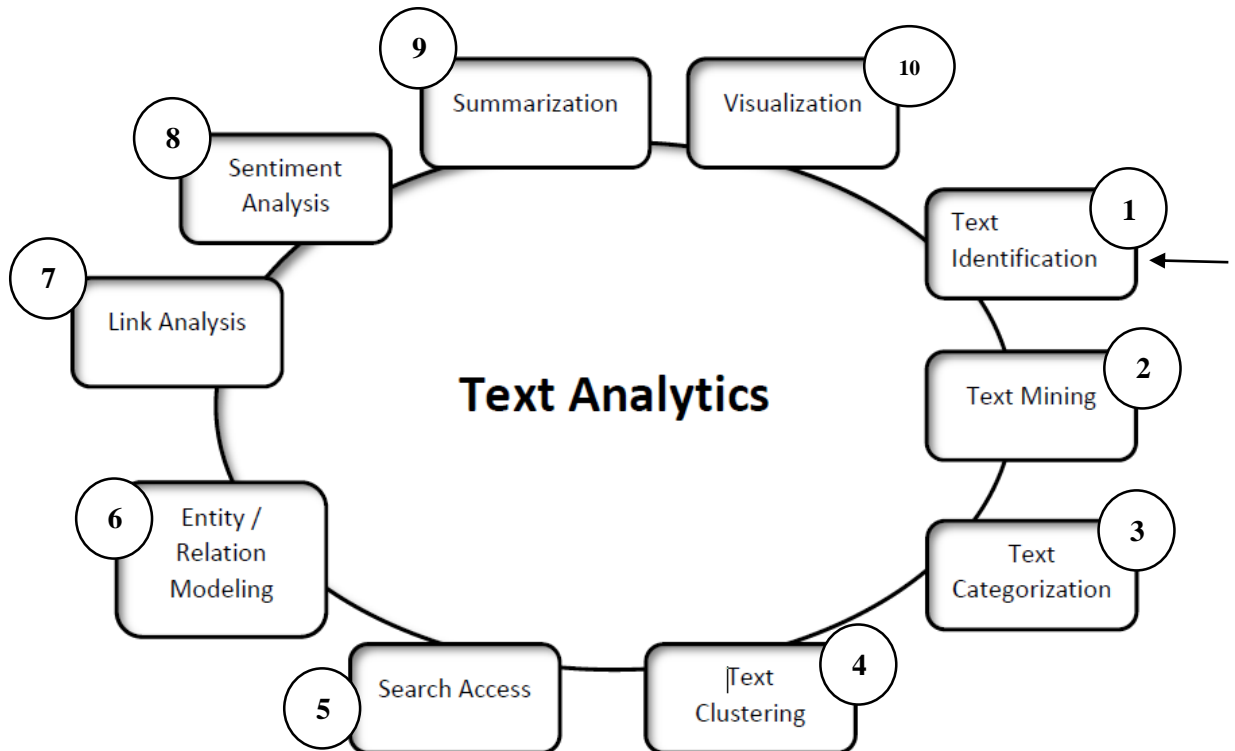 9
Summarization
10
Visualization
8
Sentiment
Analysis
1
Text
Identification
7
Link Analysis
Text Analytics
2
Text Mining
6
Entity /
Relation
Modeling
3
Text
Categorization
5
Search Access
4
Text
Clustering